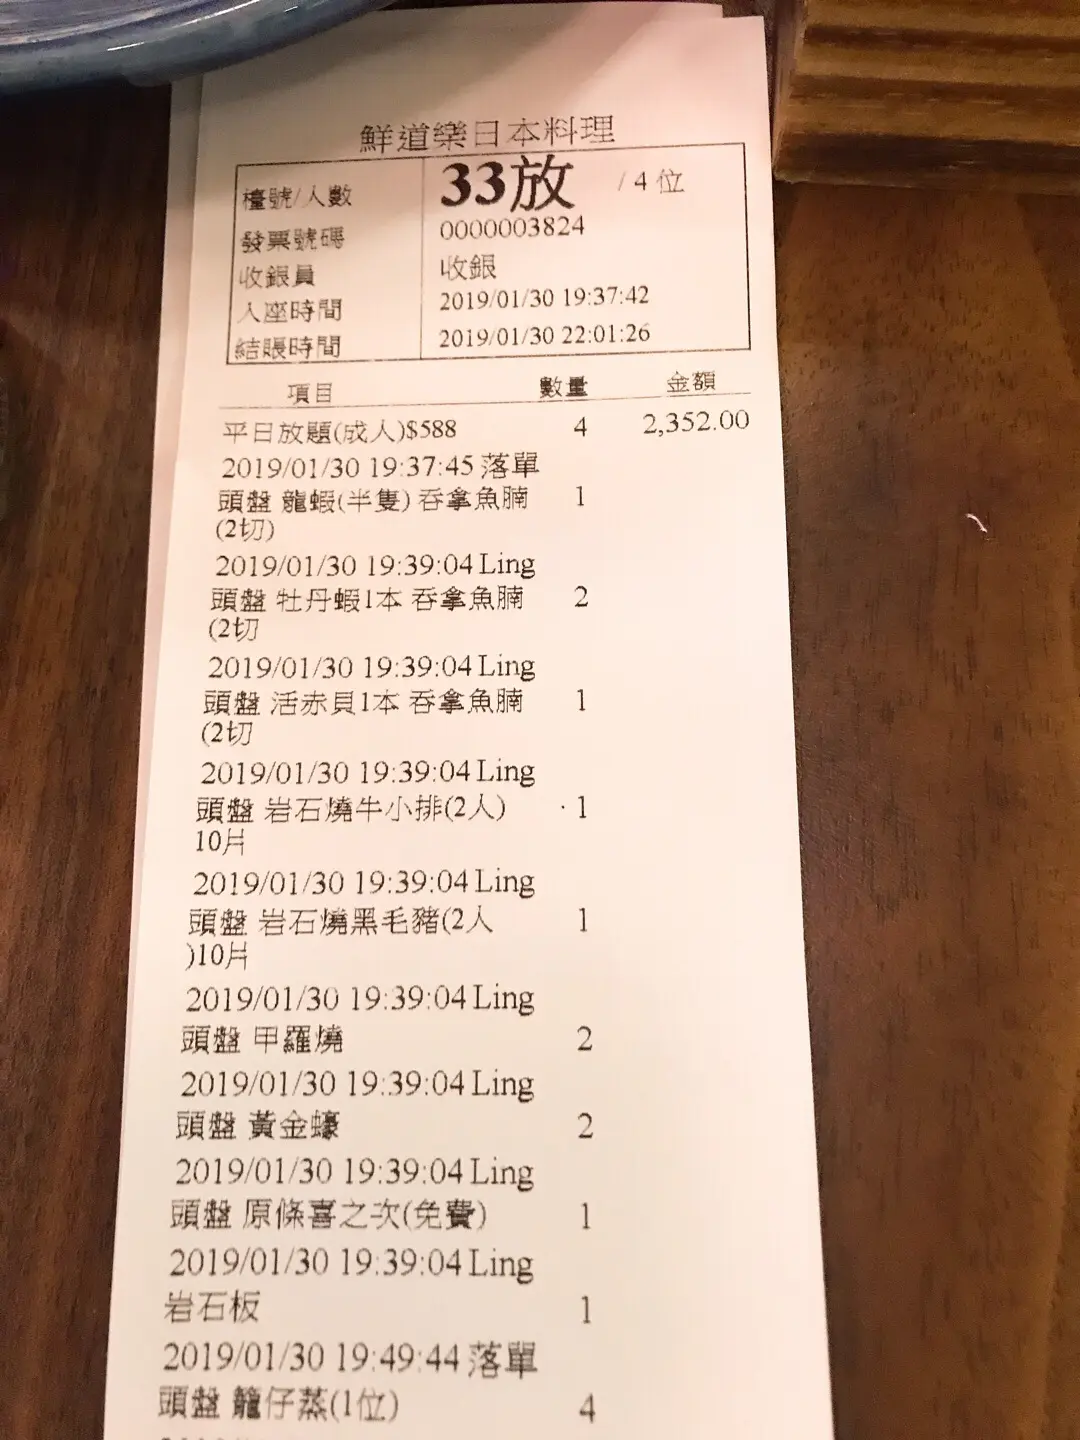 鮮道樂日本料理
檯號/人數 33放 / 4 位
發票號碼 0000003824
收銀員 收銀
入座時間 2019/01/30 19:37:42
結賬時間 2019/01/30 22:01:26
項目 數量 金額
平日放題(成人)$588 4 2,352.00
2019/01/30 19:37:45 落單
頭盤 龍蝦(半隻) 吞拿魚腩 1
(2切)
2019/01/30 19:39:04 Ling
頭盤 牡丹蝦1本 吞拿魚腩 2
(2切
2019/01/30 19:39:04 Ling
頭盤 活赤貝1本 吞拿魚腩 1
(2切
2019/01/30 19:39:04 Ling
頭盤 岩石燒牛小排(2人) 1
10片
2019/01/30 19:39:04 Ling
頭盤 岩石燒黑毛豬(2人 1
)10片
2019/01/30 19:39:04 Ling
頭盤 甲羅燒 2
2019/01/30 19:39:04 Ling
頭盤 黃金蠔 2
2019/01/30 19:39:04 Ling
頭盤 原條喜之次(免費) 1
2019/01/30 19:39:04 Ling
岩石板 1
2019/01/30 19:49:44 落單
頭盤 籠仔蒸(1位) 4